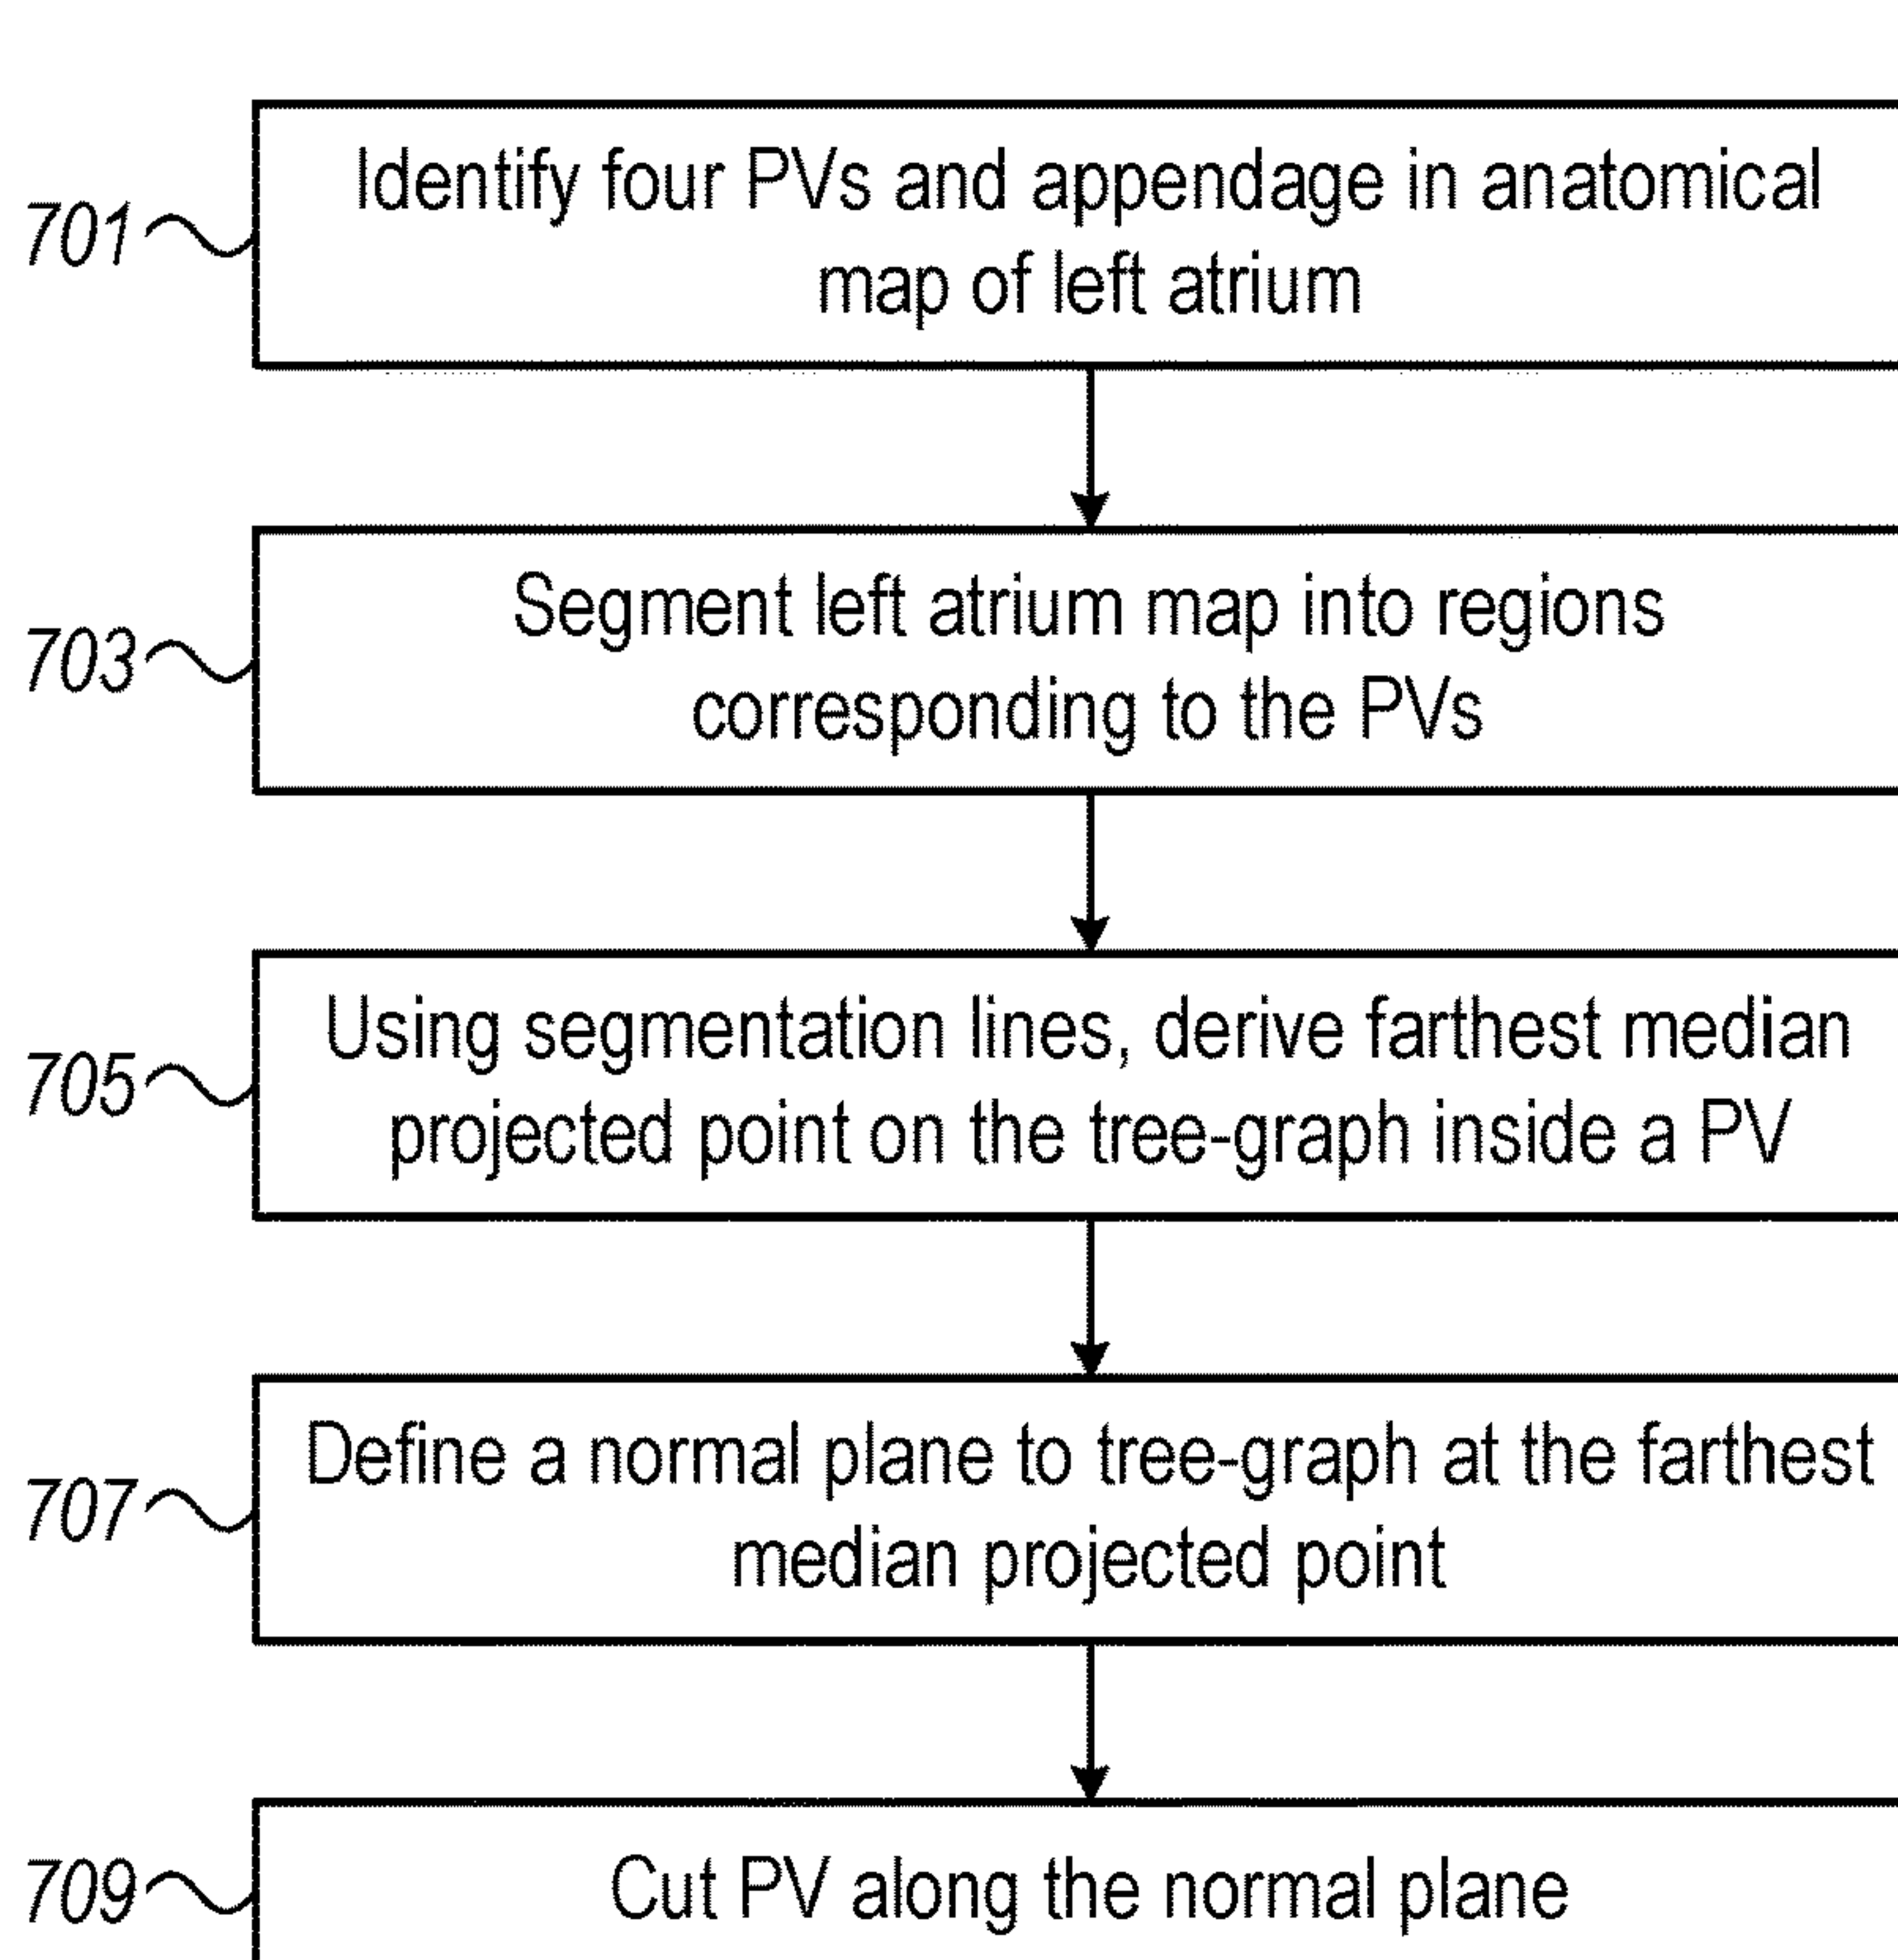 701
Identify four PVs and appendage in anatomical
map of left atrium
703
Segment left atrium map into regions
corresponding to the PVs
705
Using segmentation lines, derive farthest median
projected point on the tree-graph inside a PV
707
Define a normal plane to tree-graph at the farthest
median projected point
709
Cut PV along the normal plane